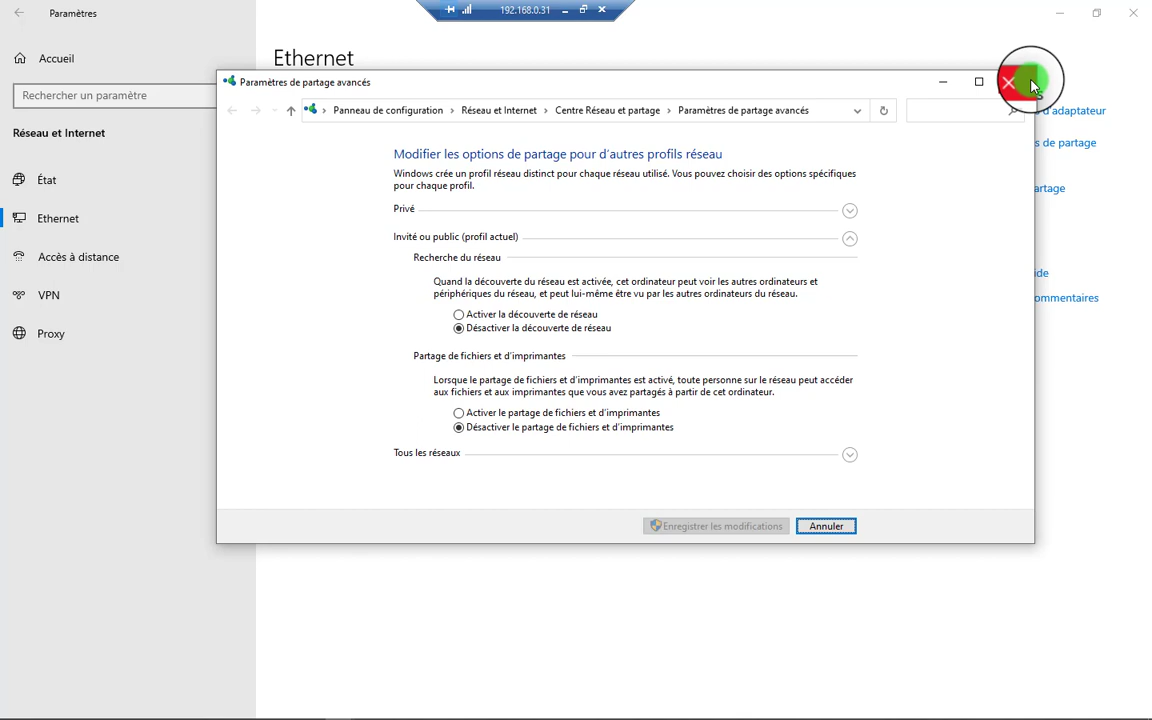 Paramètres
192.168.0.31
Accueil
Ethernet
Rechercher un paramètre
Réseau et Internet
État
Ethernet
Accès à distance
VPN
Proxy
Paramètres de partage avancés
Panneau de configuration
Réseau et Internet
Centre Réseau et partage
Paramètres de partage avancés
Modifier les options de partage pour d'autres profils réseau
Windows crée un profil réseau distinct pour chaque réseau utilisé. Vous pouvez choisir des options spécifiques
pour chaque profil.
Privé
Invité ou public (profil actuel)
Recherche du réseau
Quand la découverte du réseau est activée, cet ordinateur peut voir les autres ordinateurs et
périphériques du réseau, et peut lui-même être vu par les autres ordinateurs du réseau.
Activer la découverte de réseau
Désactiver la découverte de réseau
Partage de fichiers et d'imprimantes
Lorsque le partage de fichiers et d'imprimantes est activé, toute personne sur le réseau peut accéder
aux fichiers et aux imprimantes que vous avez partagés à partir de cet ordinateur.
Activer le partage de fichiers et d'imprimantes
Désactiver le partage de fichiers et d'imprimantes
Tous les réseaux
Enregistrer les modifications
Annuler
d'adaptateur
s de partage
artage
ide
ommentaires